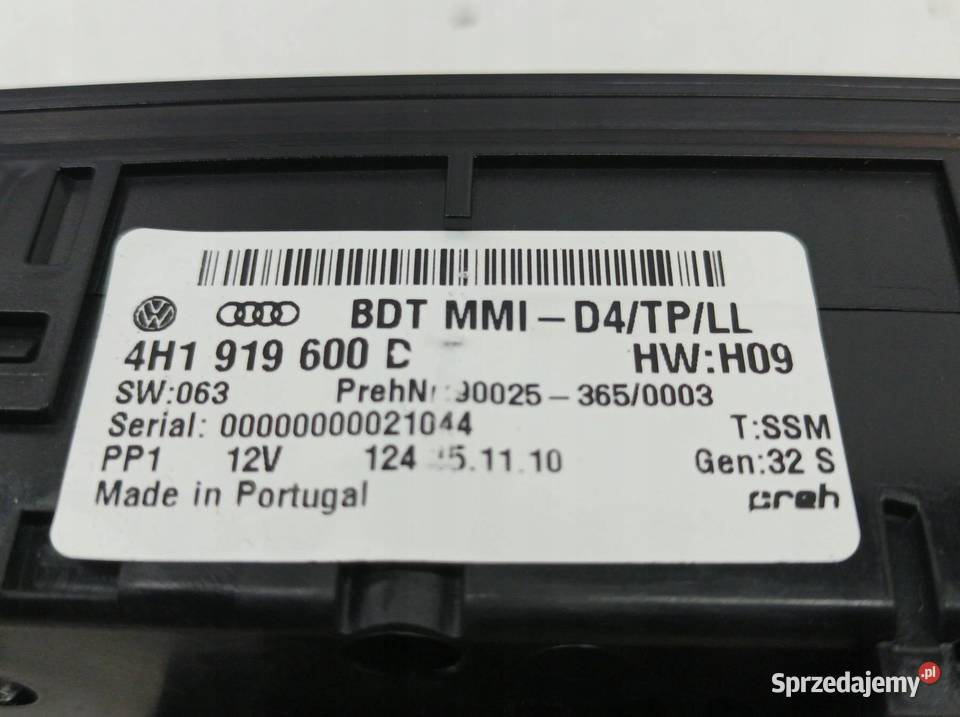 BDT MMI - D4/TP/LL
4H1 919 600 HW:H09
SW:063 90025-365/0003
Serial: 00000000021044 T:SSM
PP1 12V 124 .11.10 Gen:32 S
Made in Portugal preh
Sprzedajemy.pl